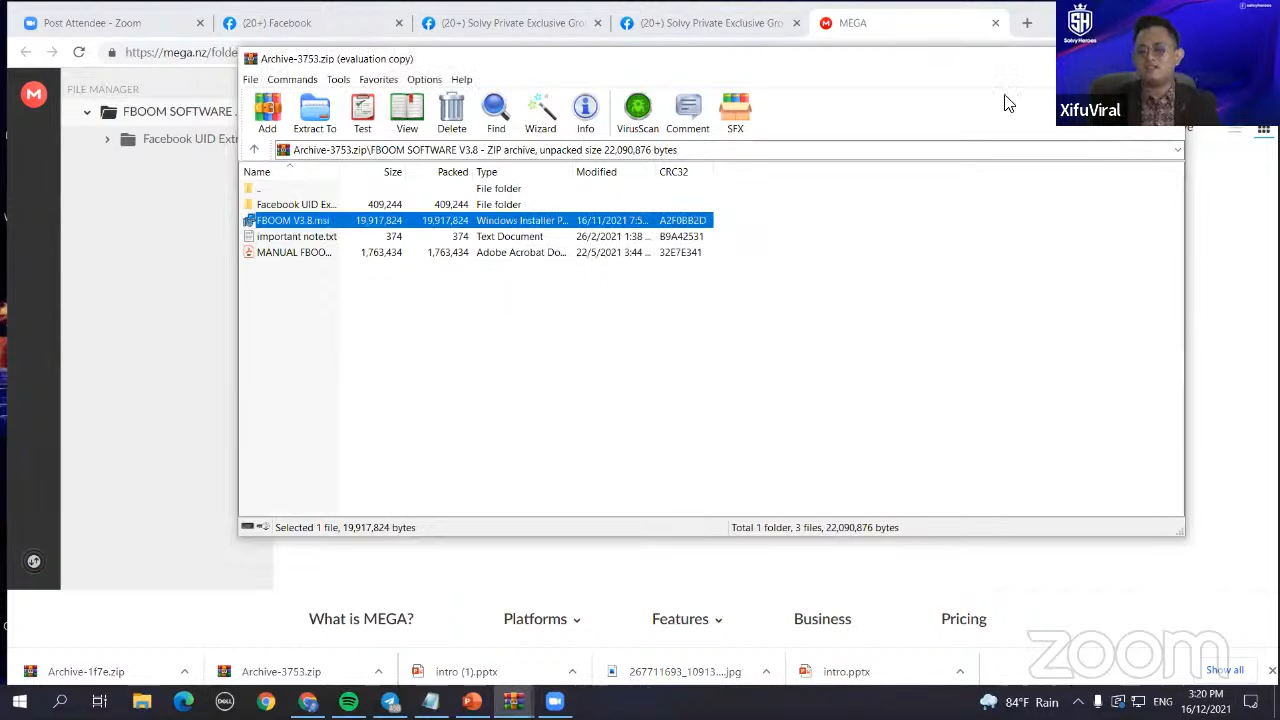 Post Attendee - Zoom
(20+) Facebook
(20+) Solvy Private Exclusive Gro
(20+) Solvy Private Exclusive Gro
MEGA
https://mega.nz/folde
SH
Solvy Heroes
solvyheroes
XifuViral
FILE MANAGER
FBOOM SOFTWARE
Facebook UID Ext
Archive-3753.zip (evaluation copy)
File Commands Tools Favorites Options Help
Add Extract To Test View Delete Find Wizard Info VirusScan Comment SFX
Archive-3753.zip\FBOOM SOFTWARE V3.8 - ZIP archive, unpacked size 22,090,876 bytes
Name Size Packed Type Modified CRC32
.. File folder
Facebook UID Ex... 409,244 409,244 File folder
FBOOM V3.8.msi 19,917,824 19,917,824 Windows Installer P... 16/11/2021 7:5... A2F0BB2D
important note.txt 374 374 Text Document 26/2/2021 1:38 ... B9A42531
MANUAL FBOO... 1,763,434 1,763,434 Adobe Acrobat Do... 22/5/2021 3:44 ... 32E7E341
Selected 1 file, 19,917,824 bytes
Total 1 folder, 3 files, 22,090,876 bytes
What is MEGA? Platforms Features Business Pricing
zoom
Archive-1f7e.zip
Archive-3753.zip
intro (1).pptx
267711693_10913....jpg
intro.pptx
Show all
DELL
84°F Rain
ENG
3:20 PM
16/12/2021